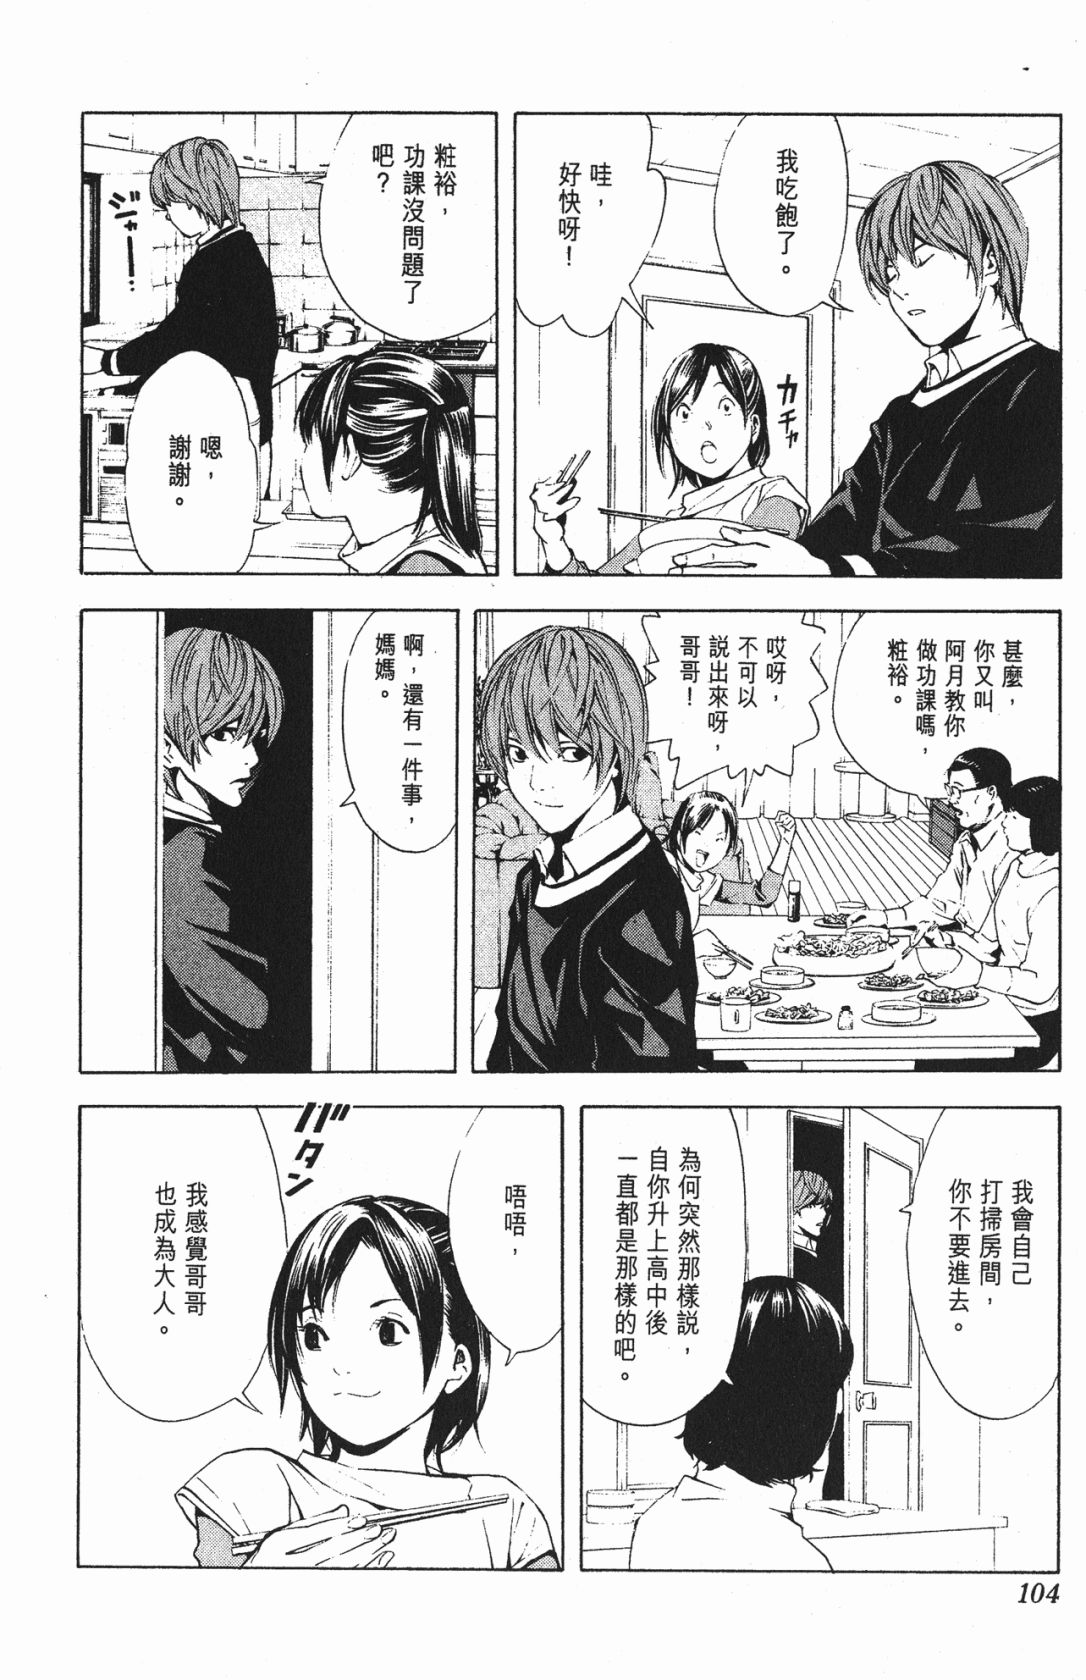 我吃飽了。
哇，
好快呀！
カチャ
粧裕，
功課沒問題了
吧？
ジャー…
嗯，
謝謝。
甚麼，
你又叫
阿月教你
做功課嗎，
粧裕。
哎呀，
不可以
說出來呀，
哥哥！
啊，還有一件事，
媽媽。
我會自己
打掃房間，
你不要進去。
為何突然那樣説，
自你升上高中後
一直都是那樣的吧。
バタン
唔唔，
我感覺哥哥
也成為大人。
104